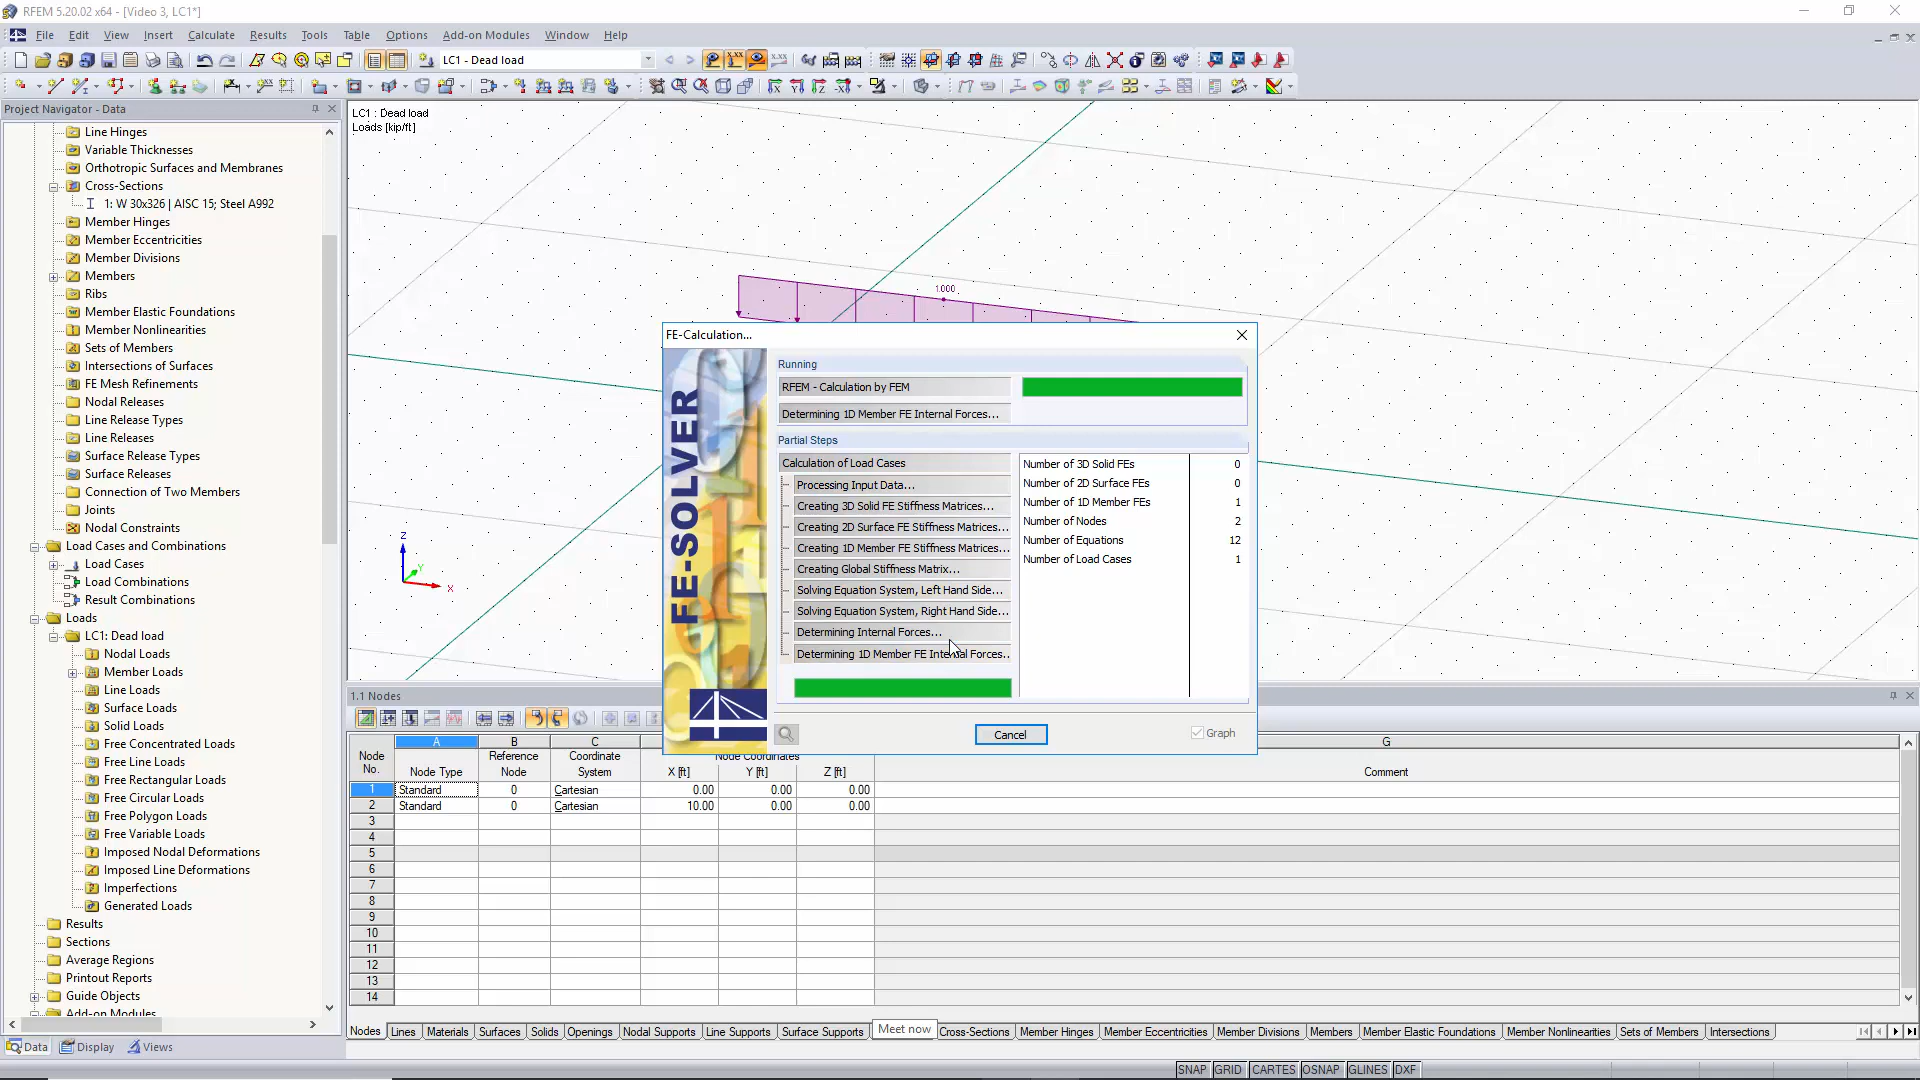 RFEM 5.20.02 x64 - [Video 3, LC1*]
File Edit View Insert Calculate Results Tools Table Options Add-on Modules Window Help
LC1 - Dead load
Project Navigator - Data
Line Hinges
Variable Thicknesses
Orthotropic Surfaces and Membranes
Cross-Sections
1: W 30x326 | AISC 15; Steel A992
Member Hinges
Member Eccentricities
Member Divisions
Members
Ribs
Member Elastic Foundations
Member Nonlinearities
Sets of Members
Intersections of Surfaces
FE Mesh Refinements
Nodal Releases
Line Release Types
Line Releases
Surface Release Types
Surface Releases
Connection of Two Members
Joints
Nodal Constraints
Load Cases and Combinations
Load Cases
Load Combinations
Result Combinations
Loads
LC1: Dead load
Nodal Loads
Member Loads
Line Loads
Surface Loads
Solid Loads
Free Concentrated Loads
Free Line Loads
Free Rectangular Loads
Free Circular Loads
Free Polygon Loads
Free Variable Loads
Imposed Nodal Deformations
Imposed Line Deformations
Imperfections
Generated Loads
Results
Sections
Average Regions
Printout Reports
Guide Objects
Add-on Modules
Data Display Views
LC1 : Dead load
Loads [kip/ft]
1.000
Z
Y
X
FE-Calculation...
FE-SOLVER
Running
RFEM - Calculation by FEM
Determining 1D Member FE Internal Forces...
Partial Steps
Calculation of Load Cases
Processing Input Data...
Creating 3D Solid FE Stiffness Matrices...
Creating 2D Surface FE Stiffness Matrices...
Creating 1D Member FE Stiffness Matrices...
Creating Global Stiffness Matrix...
Solving Equation System, Left Hand Side...
Solving Equation System, Right Hand Side...
Determining Internal Forces...
Determining 1D Member FE Internal Forces..
Number of 3D Solid FEs 0
Number of 2D Surface FEs 0
Number of 1D Member FEs 1
Number of Nodes 2
Number of Equations 12
Number of Load Cases 1
Cancel
Graph
1.1 Nodes
A B C G
Node No. Node Type Reference Node Coordinate System Node Coordinates X [ft] Y [ft] Z [ft] Comment
1 Standard 0 Cartesian 0.00 0.00 0.00
2 Standard 0 Cartesian 10.00 0.00 0.00
3
4
5
6
7
8
9
10
11
12
13
14
Nodes Lines Materials Surfaces Solids Openings Nodal Supports Line Supports Surface Supports Meet now Cross-Sections Member Hinges Member Eccentricities Member Divisions Members Member Elastic Foundations Member Nonlinearities Sets of Members Intersections
SNAP GRID CARTES OSNAP GLINES DXF